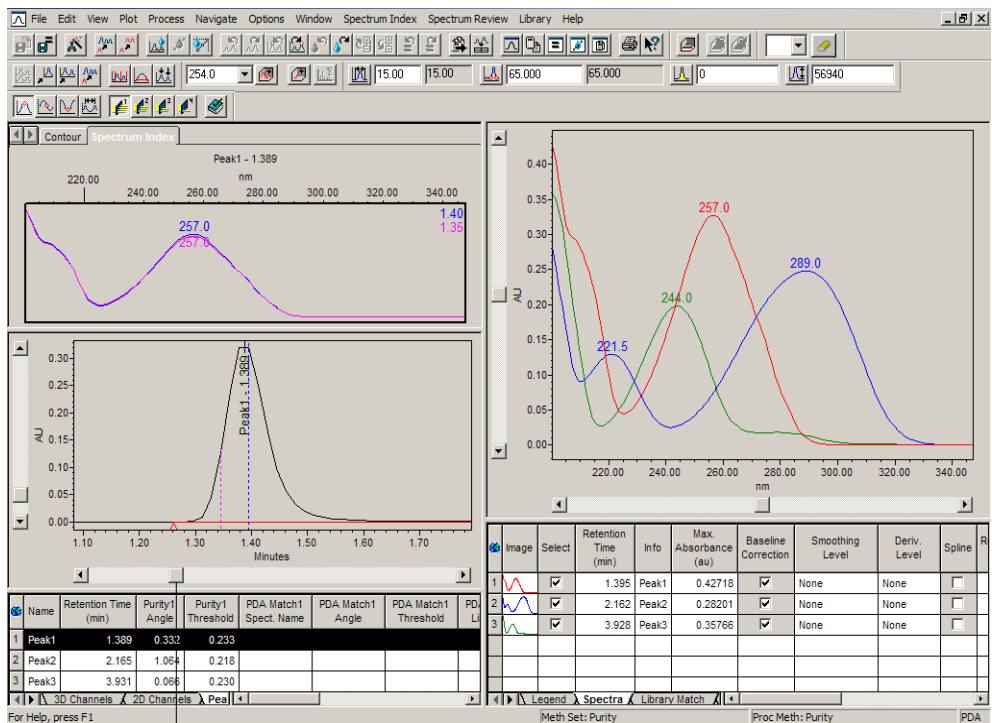 File Edit View Plot Process Navigate Options Window Spectrum Index Spectrum Review Library Help
254.0 15.00 15.00 65.000 65.000 0 56940
Contour Spectrum Index
Peak1 - 1.389
nm
220.00 240.00 260.00 280.00 300.00 320.00 340.00
257.0
257.0
1.40
1.35
0.30
0.25
0.20
0.15
0.10
0.05
0.00
AU
Peak1 - 1.389
1.10 1.20 1.30 1.40 1.50 1.60 1.70
Minutes
Name Retention Time (min) Purity1 Angle Purity1 Threshold PDA Match1 Spect. Name PDA Match1 Angle PDA Match1 Threshold PDA Li
1 Peak1 1.389 0.332 0.233
2 Peak2 2.165 1.064 0.218
3 Peak3 3.931 0.066 0.230
3D Channels 2D Channels Pea
0.40
0.35
0.30
0.25
0.20
0.15
0.10
0.05
0.00
AU
257.0
289.0
244.0
221.5
220.00 240.00 260.00 280.00 300.00 320.00 340.00
nm
Image Select Retention Time (min) Info Max. Absorbance (au) Baseline Correction Smoothing Level Deriv. Level Spline R
1 1.395 Peak1 0.42718 None None
2 2.162 Peak2 0.28201 None None
3 3.928 Peak3 0.35766 None None
Legend Spectra Library Match
For Help, press F1 Meth Set: Purity Proc Meth: Purity PDA